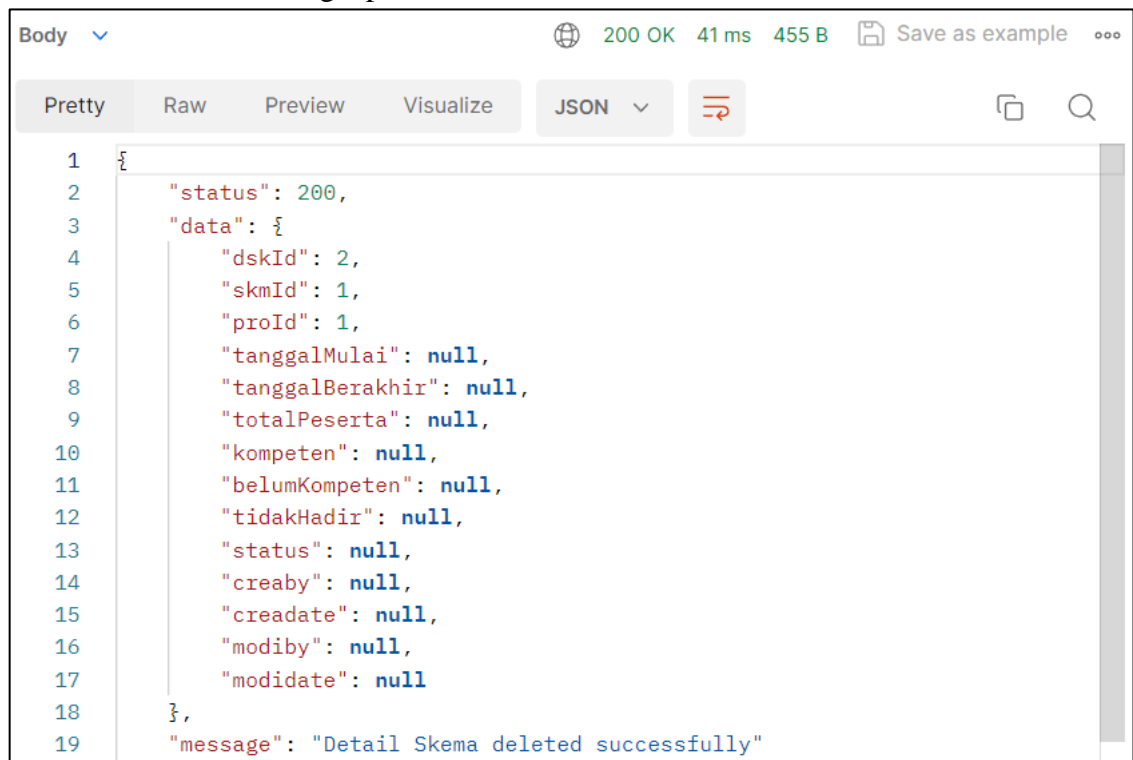 Body
200 OK 41 ms 455 B Save as example
Pretty Raw Preview Visualize JSON
1 {
2 "status": 200,
3 "data": {
4 "dskId": 2,
5 "skmId": 1,
6 "proId": 1,
7 "tanggalMulai": null,
8 "tanggalBerakhir": null,
9 "totalPeserta": null,
10 "kompeten": null,
11 "belumKompeten": null,
12 "tidakHadir": null,
13 "status": null,
14 "creaby": null,
15 "creadate": null,
16 "modiby": null,
17 "modidate": null
18 },
19 "message": "Detail Skema deleted successfully"